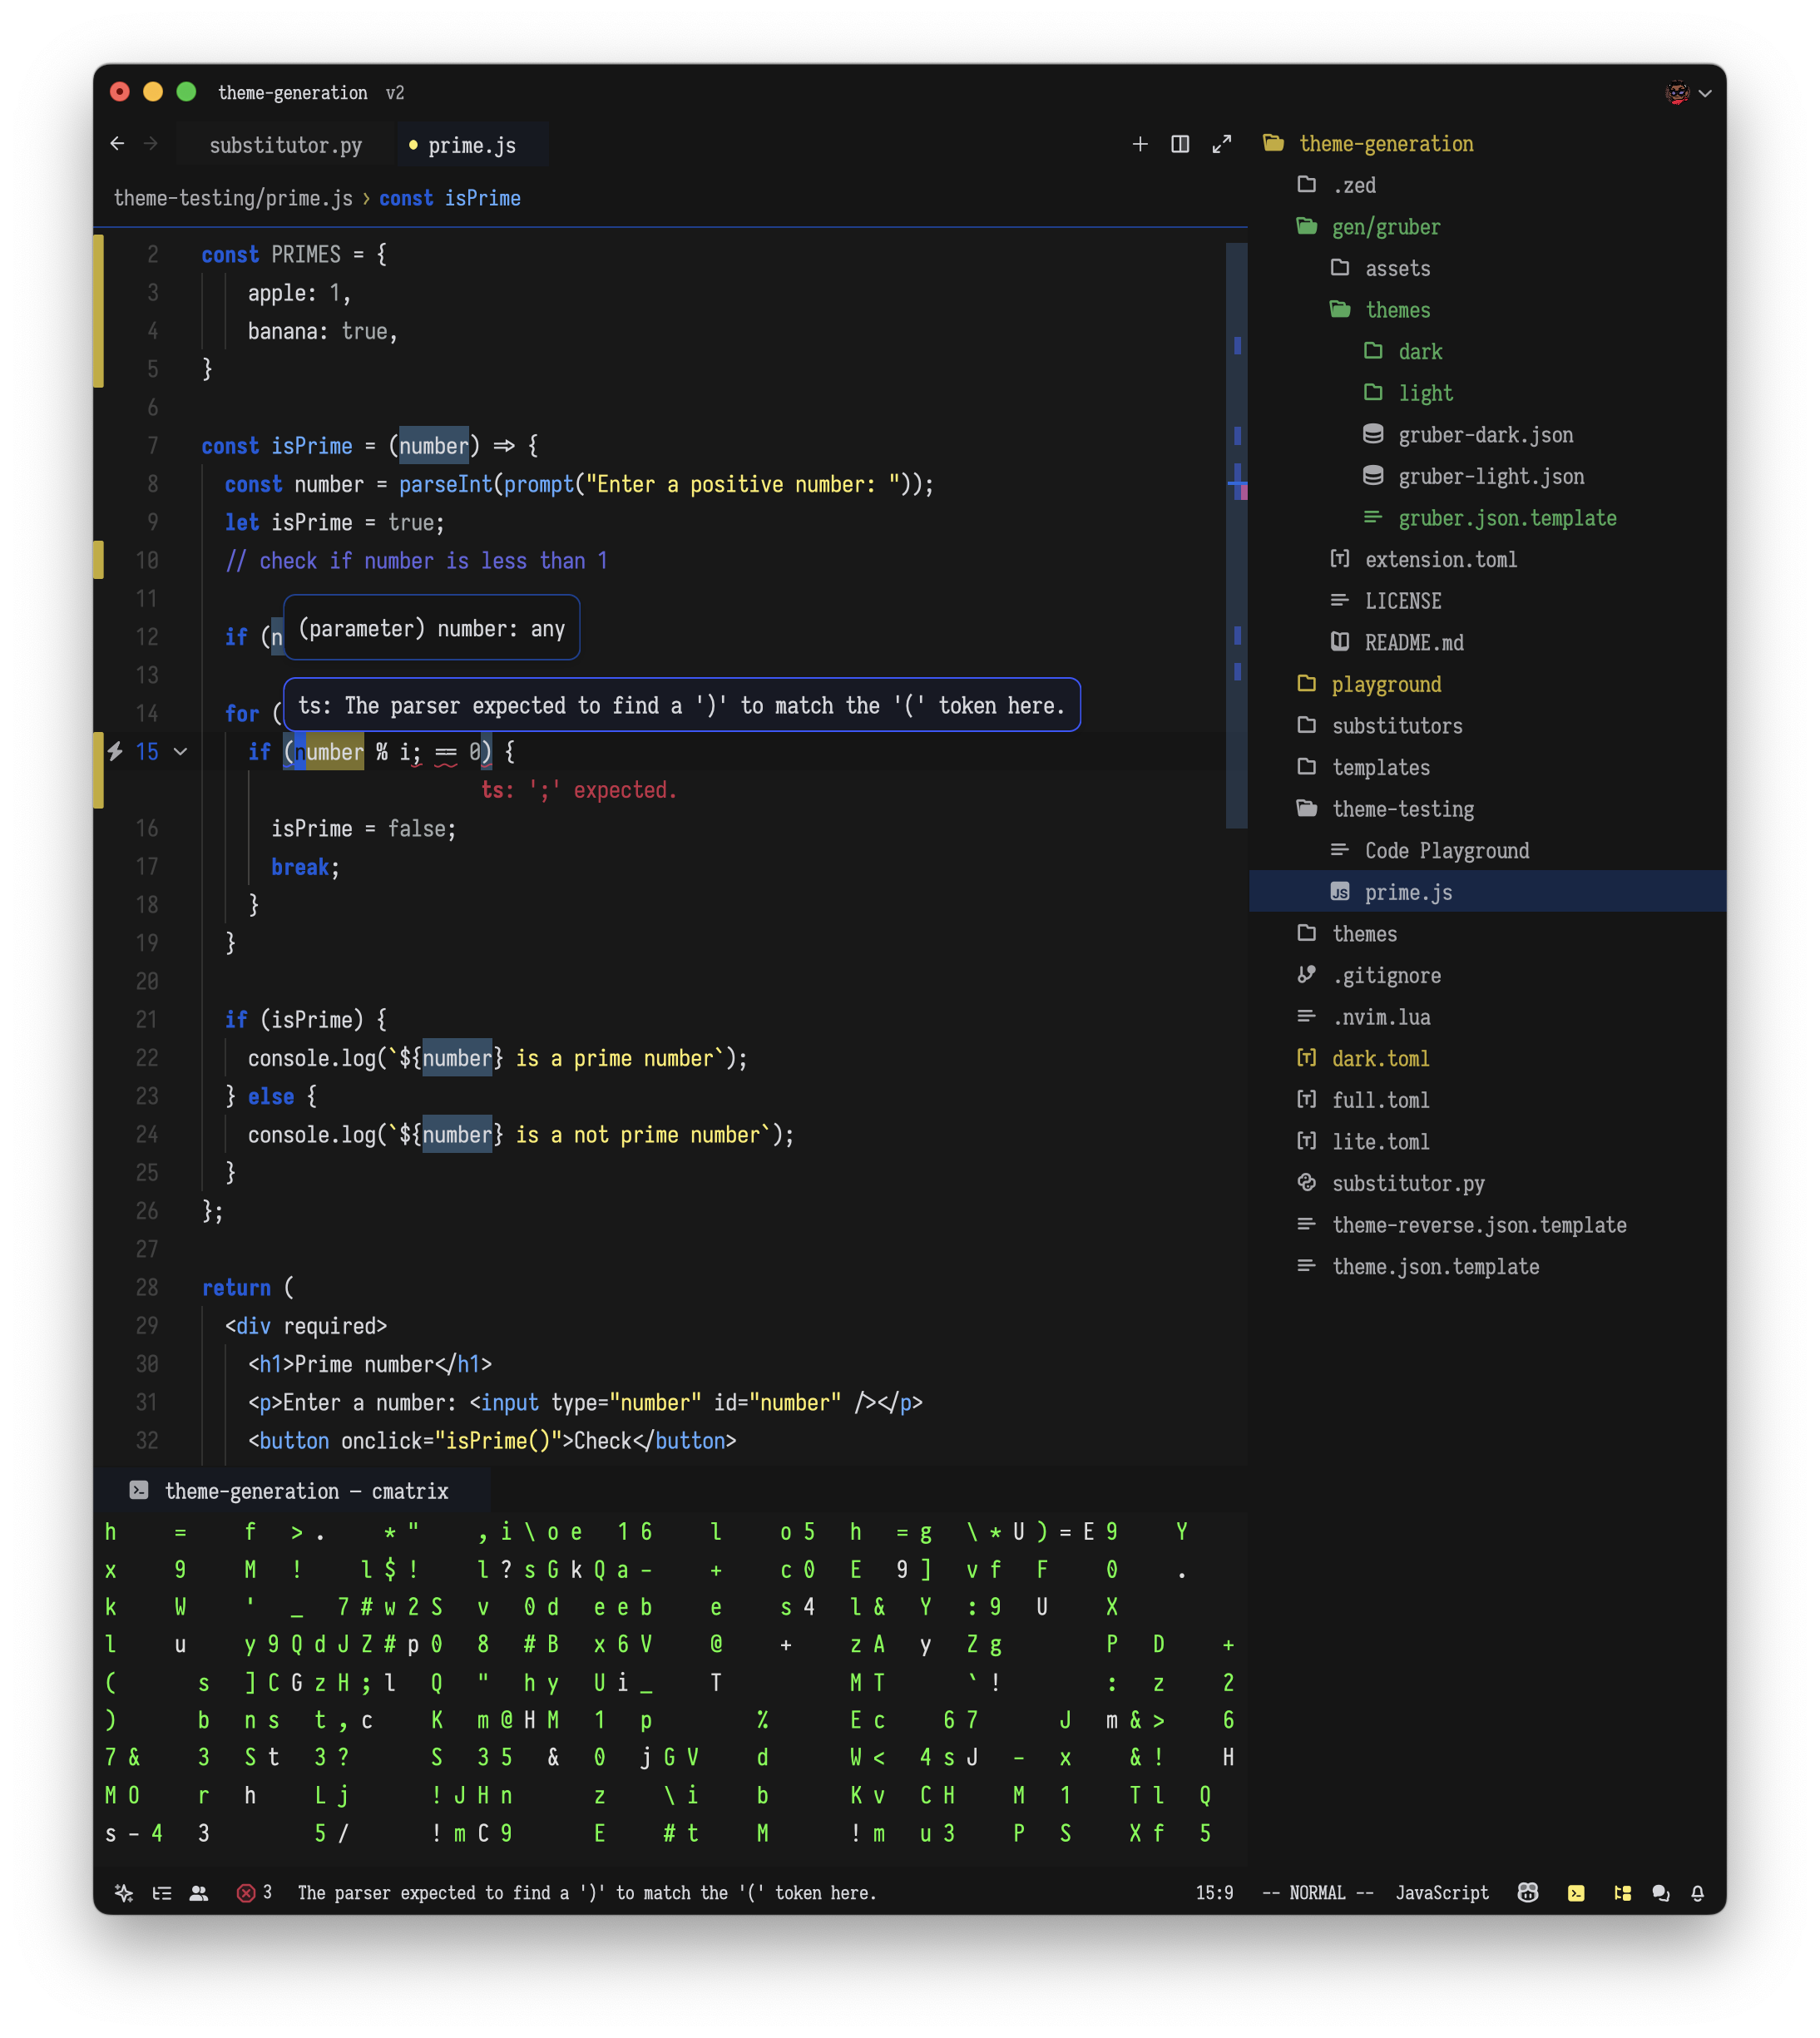 theme-generation v2
substitutor.py
prime.js
theme-testing/prime.js › const isPrime
2 const PRIMES = {
3 apple: 1,
4 banana: true,
5 }
6
7 const isPrime = (number) => {
8 const number = parseInt(prompt("Enter a positive number: "));
9 let isPrime = true;
10 // check if number is less than 1
11
(parameter) number: any
12 if (n
13
ts: The parser expected to find a ')' to match the '(' token here.
14 for (
15 if (number % i; == 0) {
ts: ';' expected.
16 isPrime = false;
17 break;
18 }
19 }
20
21 if (isPrime) {
22 console.log(`${number} is a prime number`);
23 } else {
24 console.log(`${number} is a not prime number`);
25 }
26 };
27
28 return (
29 <div required>
30 <h1>Prime number</h1>
31 <p>Enter a number: <input type="number" id="number" /></p>
32 <button onclick="isPrime()">Check</button>
theme-generation
.zed
gen/gruber
assets
themes
dark
light
gruber-dark.json
gruber-light.json
gruber.json.template
extension.toml
LICENSE
README.md
playground
substitutors
templates
theme-testing
Code Playground
JS prime.js
themes
.gitignore
.nvim.lua
dark.toml
full.toml
lite.toml
substitutor.py
theme-reverse.json.template
theme.json.template
theme-generation — cmatrix
h = f > . * " , i \ o e 1 6 l o 5 h = g \ * U ) = E 9 Y
x 9 M ! l $ ! l ? s G k Q a - + c 0 E 9 ] v f F 0 .
k W ' _ 7 # w 2 S v 0 d e e b e s 4 l & Y : 9 U X
l u y 9 Q d J Z # p 0 8 # B x 6 V @ + z A y Z g P D +
( s ] C G z H ; l Q " h y U i _ T M T ` ! : z 2
) b n s t , c K m @ H M 1 p % E c 6 7 J m & > 6
7 & 3 S t 3 ? S 3 5 & 0 j G V d W < 4 s J - x & ! H
M O r h L j ! J H n z \ i b K v C H M 1 T l Q
s - 4 3 5 / ! m C 9 E # t M ! m u 3 P S X f 5
3 The parser expected to find a ')' to match the '(' token here. 15:9 -- NORMAL -- JavaScript